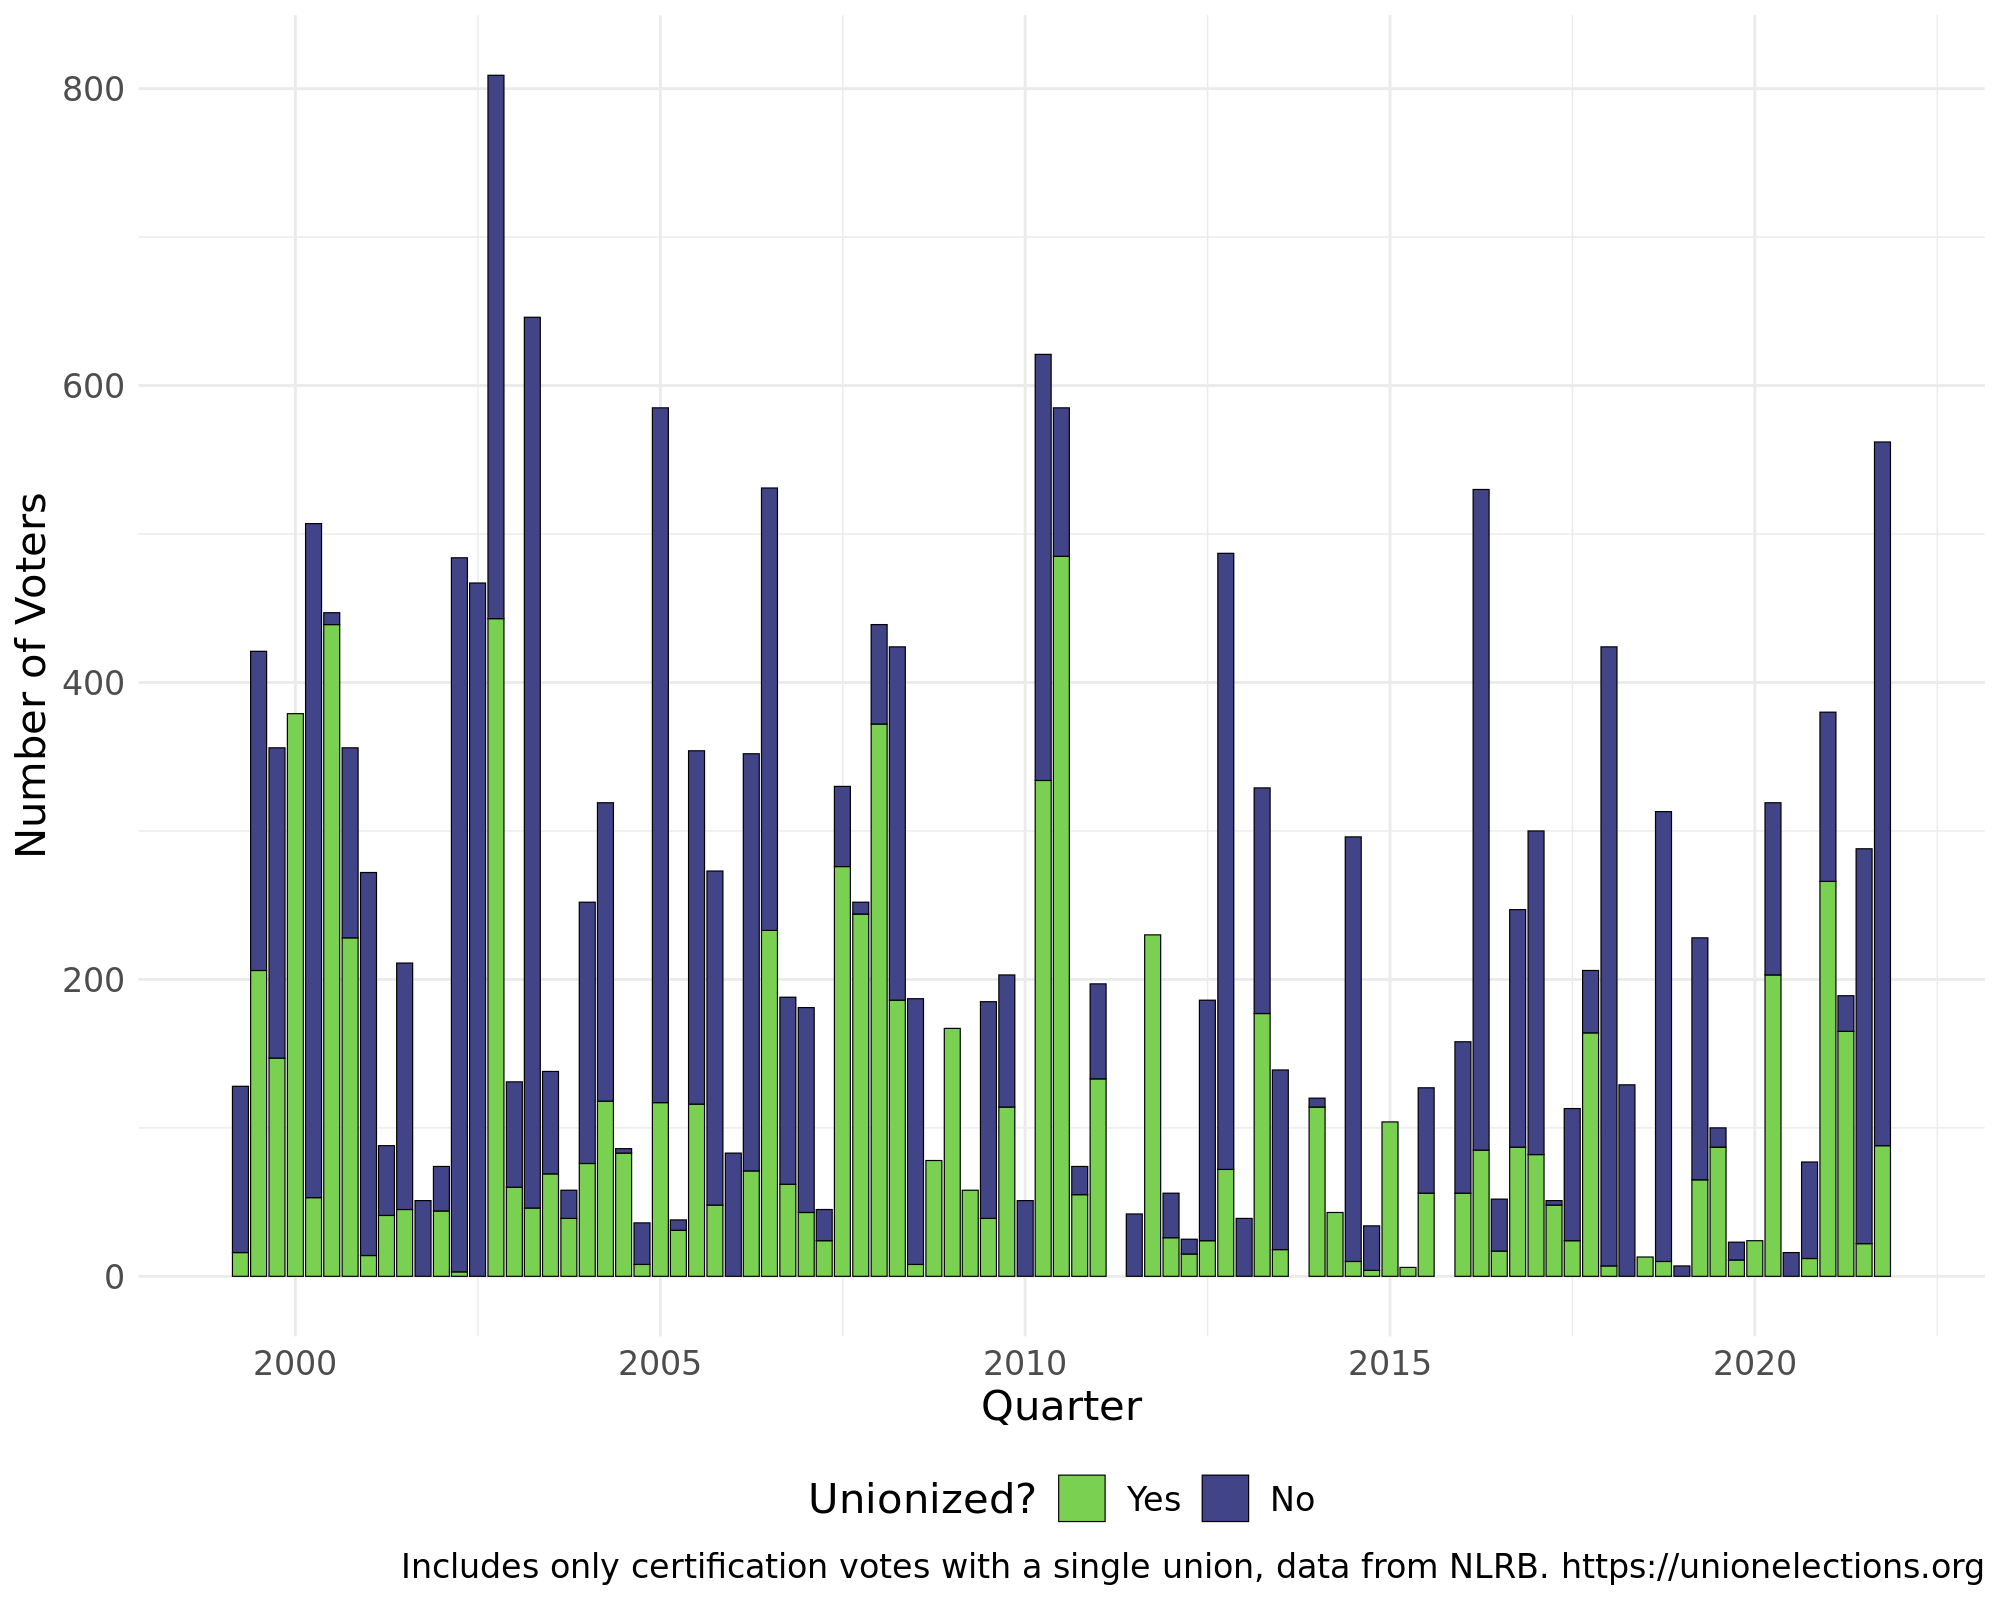 800
600
400
200
0
Number of Voters
2000 2005 2010 2015 2020
Quarter
Unionized? Yes No
Includes only certification votes with a single union, data from NLRB. https://unionelections.org